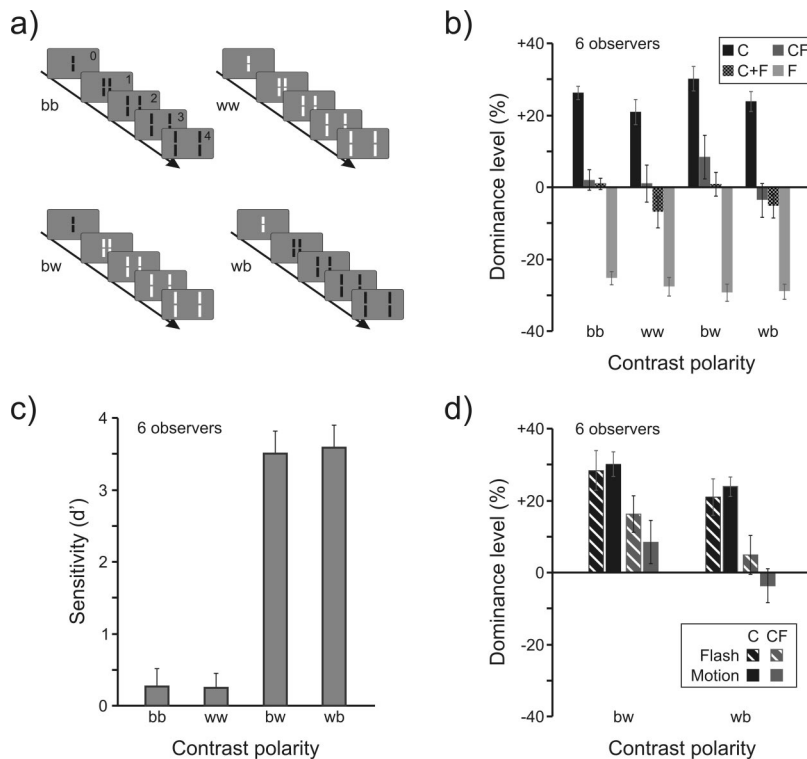 a)
0
1
2
3
4
bb
ww
bw
wb
b)
6 observers
C CF
C+F F
+40
+20
0
-20
-40
Dominance level (%)
bb ww bw wb
Contrast polarity
c)
6 observers
4
3
2
1
0
Sensitivity (d')
bb ww bw wb
Contrast polarity
d)
6 observers
+40
+20
0
-20
-40
Dominance level (%)
C CF
Flash
Motion
bw wb
Contrast polarity